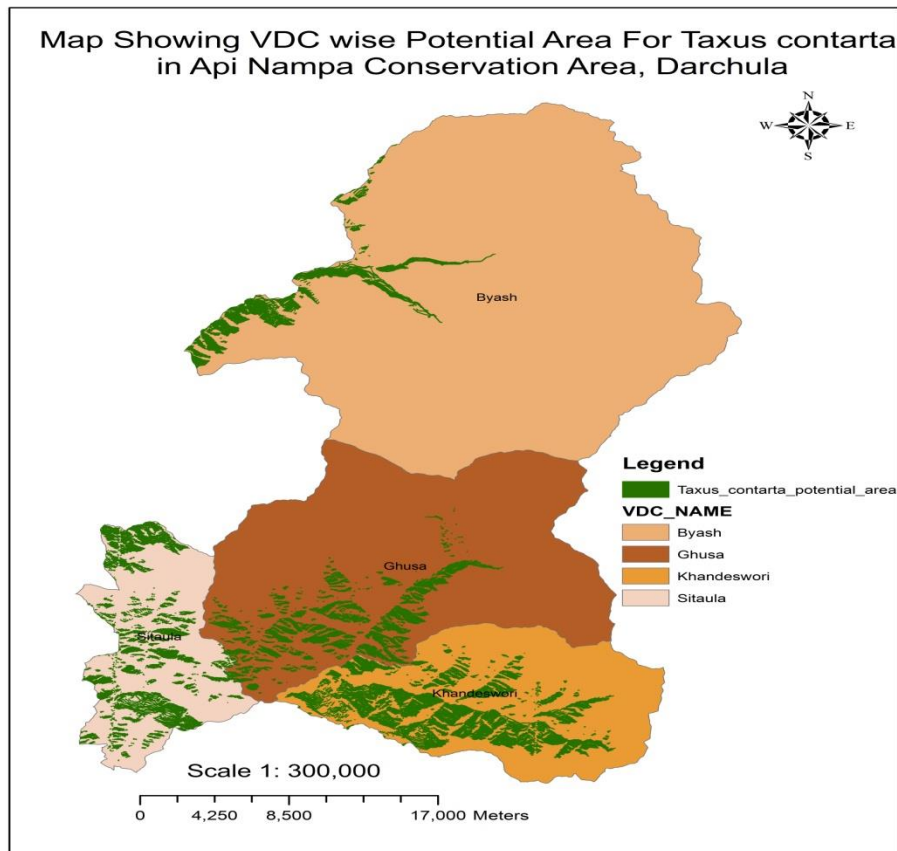 Map Showing VDC wise Potential Area For Taxus contarta
in Api Nampa Conservation Area, Darchula
N
W E
S
Byash
Legend
Taxus_contarta_potential_area
VDC_NAME
Byash
Ghusa
Khandeswori
Sitaula
Ghusa
Sitaula
Khandeswori
Scale 1: 300,000
0 4,250 8,500 17,000 Meters